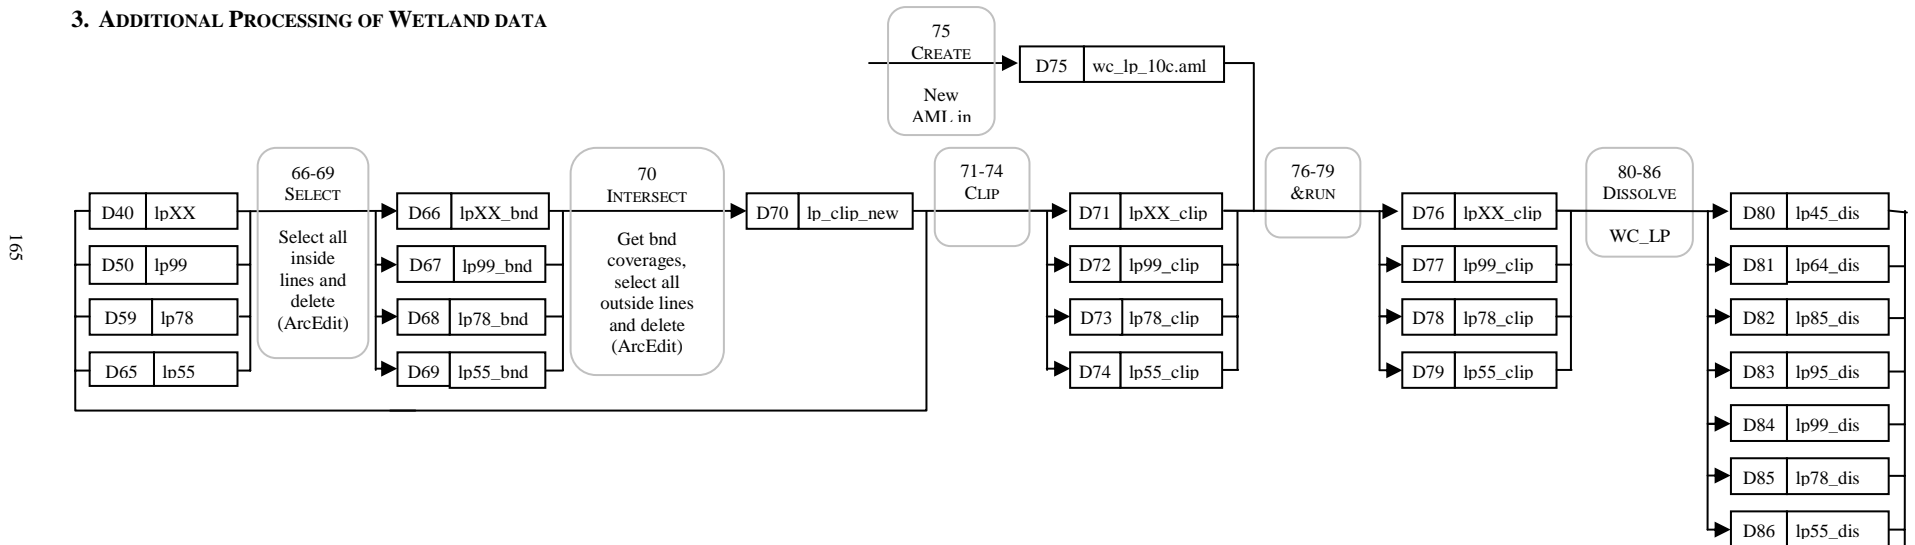 3. ADDITIONAL PROCESSING OF WETLAND DATA
75
CREATE
New
AML in
D75 wc_lp_10c.aml
165
D40 lpXX
D50 lp99
D59 lp78
D65 lp55
66-69
SELECT
Select all
inside
lines and
delete
(ArcEdit)
D66 lpXX_bnd
D67 lp99_bnd
D68 lp78_bnd
D69 lp55_bnd
70
INTERSECT
Get bnd
coverages,
select all
outside lines
and delete
(ArcEdit)
D70 lp_clip_new
71-74
CLIP
D71 lpXX_clip
D72 lp99_clip
D73 lp78_clip
D74 lp55_clip
76-79
&RUN
D76 lpXX_clip
D77 lp99_clip
D78 lp78_clip
D79 lp55_clip
80-86
DISSOLVE
WC_LP
D80 lp45_dis
D81 lp64_dis
D82 lp85_dis
D83 lp95_dis
D84 lp99_dis
D85 lp78_dis
D86 lp55_dis